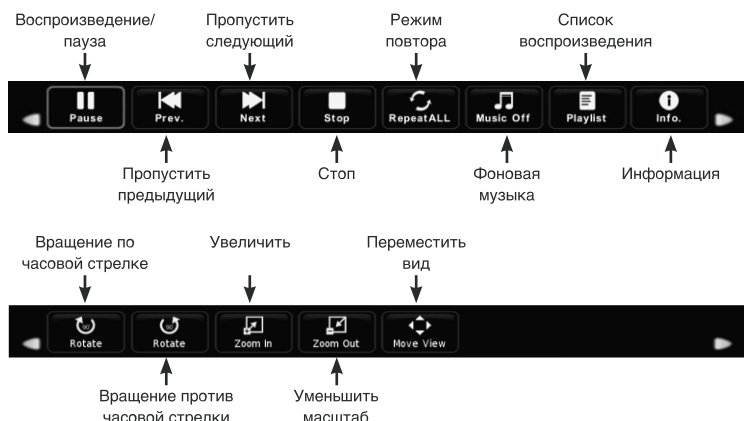 Воспроизведение/
пауза
Пропустить
следующий
Режим
повтора
Список
воспроизведения
Pause
Prev.
Next
Stop
RepeatALL
Music Off
Playlist
Info.
Пропустить
предыдущий
Стоп
Фоновая
музыка
Информация
Вращение по
часовой стрелке
Увеличить
Переместить
вид
Rotate
Rotate
Zoom In
Zoom Out
Move View
Вращение против
часовой стрелки
Уменьшить
масштаб